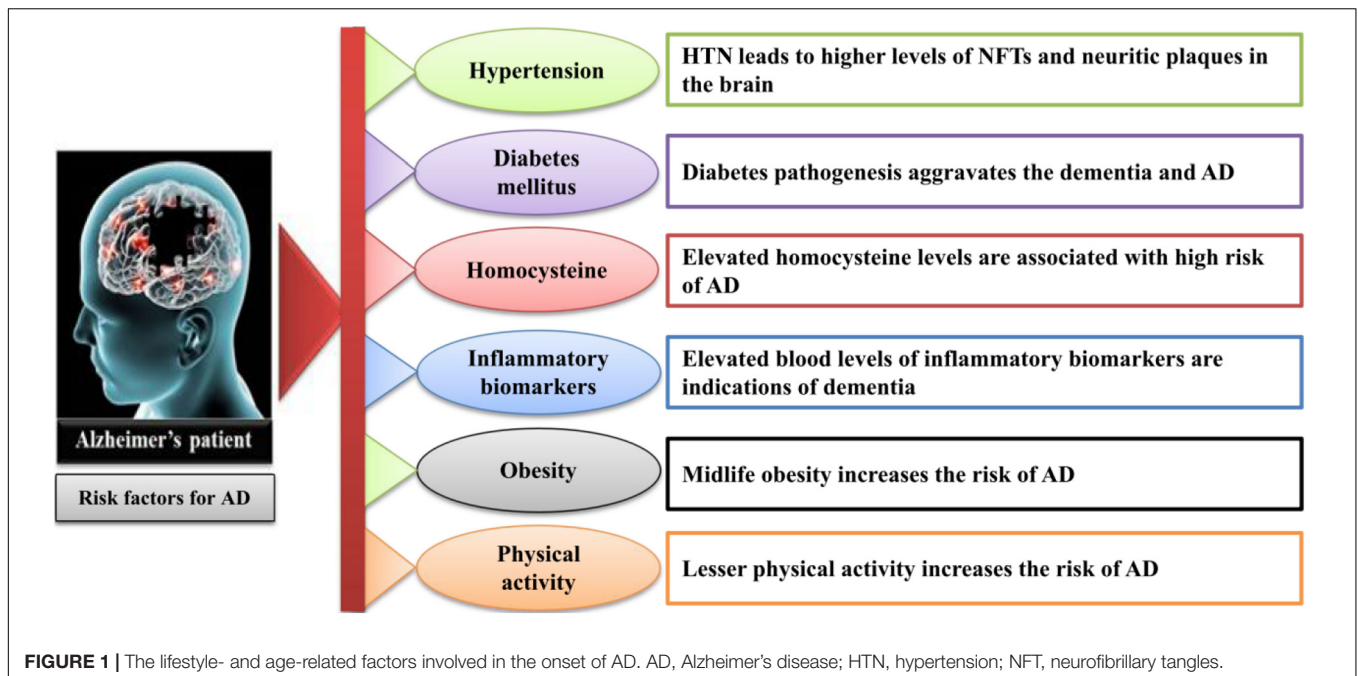 Alzheimer's patient
Risk factors for AD
Hypertension
HTN leads to higher levels of NFTs and neuritic plaques in
the brain
Diabetes
mellitus
Diabetes pathogenesis aggravates the dementia and AD
Homocysteine
Elevated homocysteine levels are associated with high risk
of AD
Inflammatory
biomarkers
Elevated blood levels of inflammatory biomarkers are
indications of dementia
Obesity
Midlife obesity increases the risk of AD
Physical
activity
Lesser physical activity increases the risk of AD
FIGURE 1 | The lifestyle- and age-related factors involved in the onset of AD. AD, Alzheimer's disease; HTN, hypertension; NFT, neurofibrillary tangles.